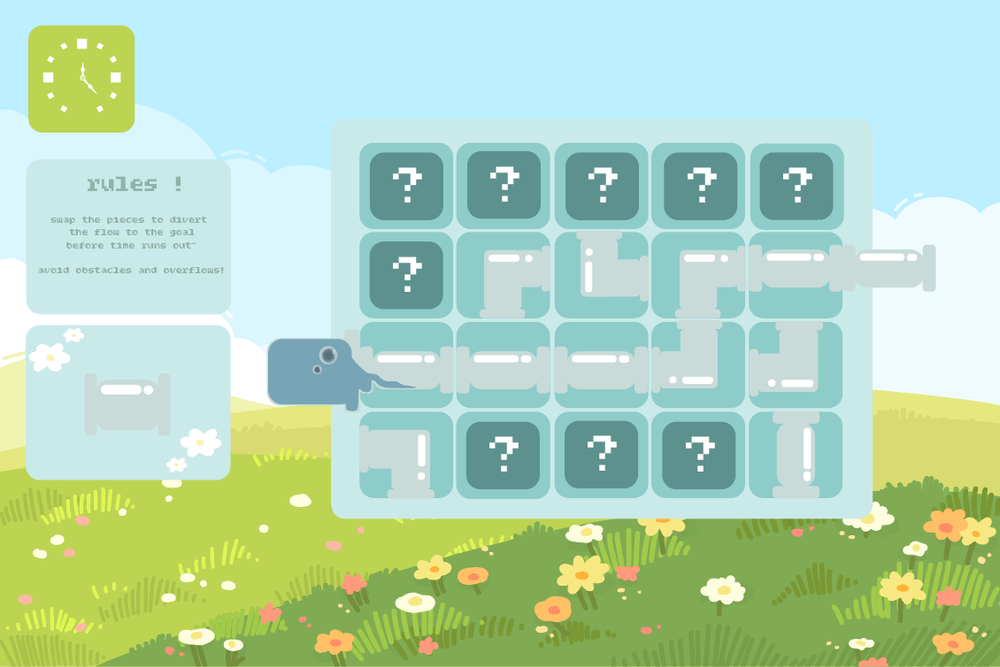 rules !
swap the pieces to divert
the flow to the goal
before time runs out~
avoid obstacles and overflows!
? ? ? ? ?
?
? ? ?